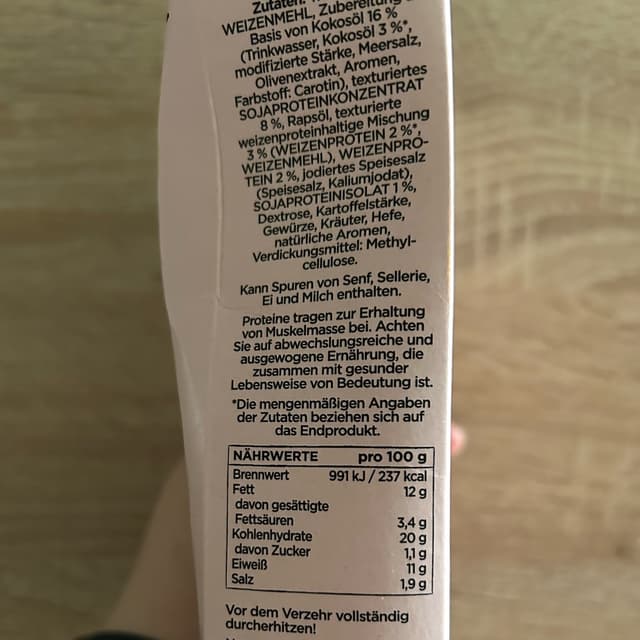 Zutaten:
WEIZENMEHL, Zubereitung
Basis von Kokosöl 16 %
(Trinkwasser, Kokosöl 3 %*,
modifizierte Stärke, Meersalz,
Olivenextrakt, Aromen,
Farbstoff: Carotin), texturiertes
SOJAPROTEINKONZENTRAT
8 %, Rapsöl, texturierte
weizenproteinhaltige Mischung
3 % (WEIZENPROTEIN 2 %*,
WEIZENMEHL), WEIZENPRO-
TEIN 2 %, jodiertes Speisesalz
(Speisesalz, Kaliumjodat),
SOJAPROTEINISOLAT 1 %,
Dextrose, Kartoffelstärke,
Gewürze, Kräuter, Hefe,
natürliche Aromen,
Verdickungsmittel: Methyl-
cellulose.
Kann Spuren von Senf, Sellerie,
Ei und Milch enthalten.
Proteine tragen zur Erhaltung
von Muskelmasse bei. Achten
Sie auf abwechslungsreiche und
ausgewogene Ernährung, die
zusammen mit gesunder
Lebensweise von Bedeutung ist.
*Die mengenmäßigen Angaben
der Zutaten beziehen sich auf
das Endprodukt.
NÄHRWERTE pro 100 g
Brennwert 991 kJ / 237 kcal
Fett 12 g
davon gesättigte
Fettsäuren 3,4 g
Kohlenhydrate 20 g
davon Zucker 1,1 g
Eiweiß 11 g
Salz 1,9 g
Vor dem Verzehr vollständig
durcherhitzen!